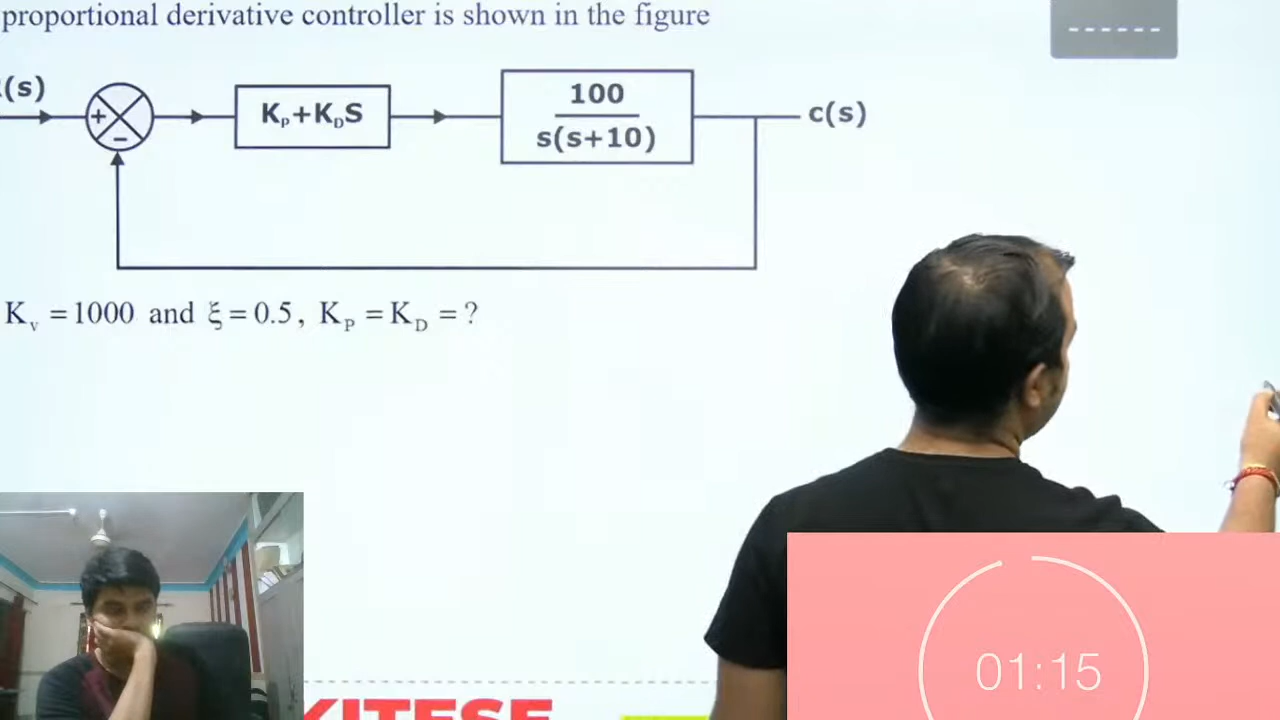 proportional derivative controller is shown in the figure
(s)
+
−
K_P+K_DS
100
s(s+10)
c(s)
K_v = 1000 and ξ = 0.5, K_P = K_D = ?
01:15